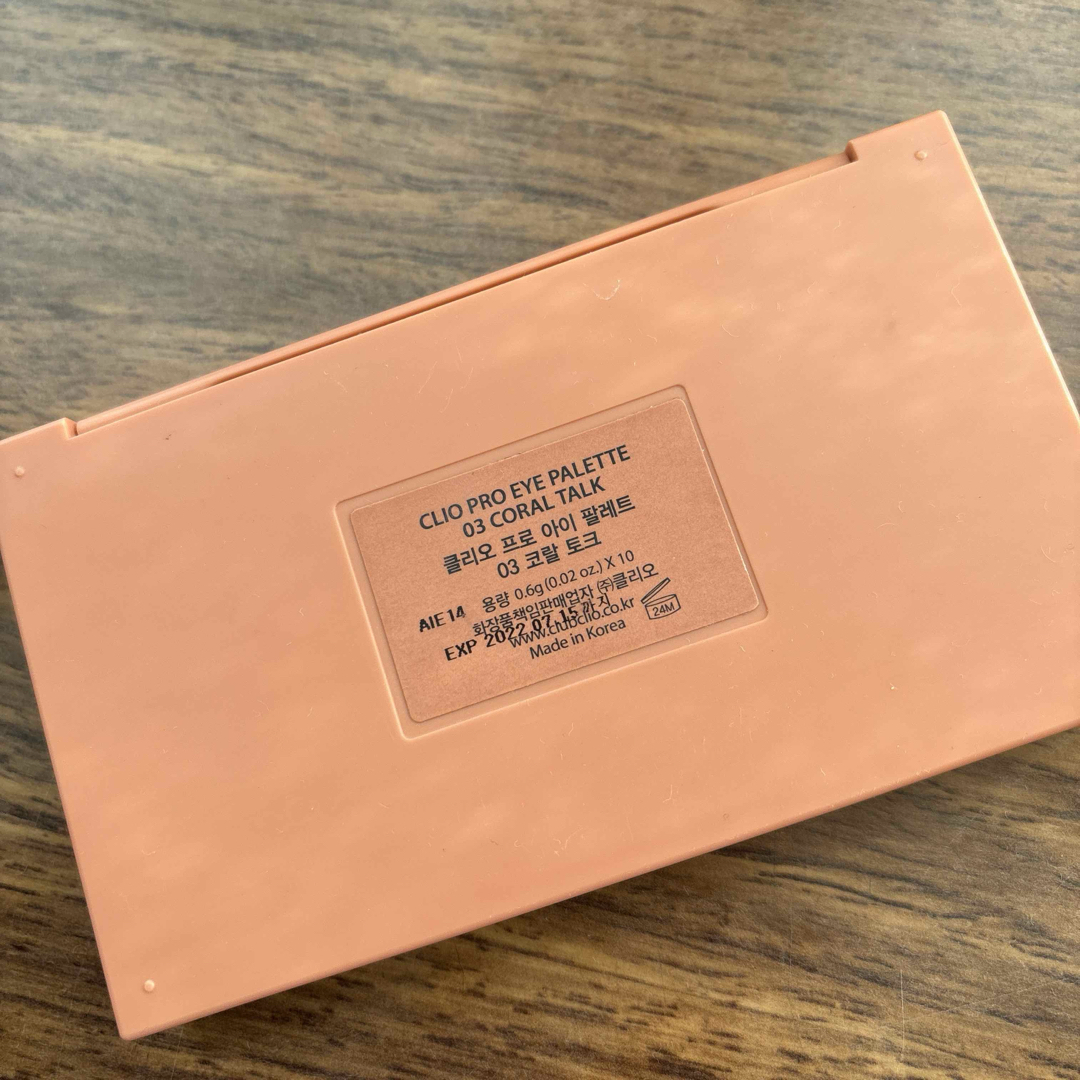 CLIO PRO EYE PALETTE
03 CORAL TALK
클리오 프로 아이 팔레트
03 코랄 토크
용량 0.6g (0.02 oz.) X 10
AIE14
화장품책임판매업자 ㈜클리오
EXP 2022.07.15 까지
www.clubclio.co.kr
24M
Made in Korea